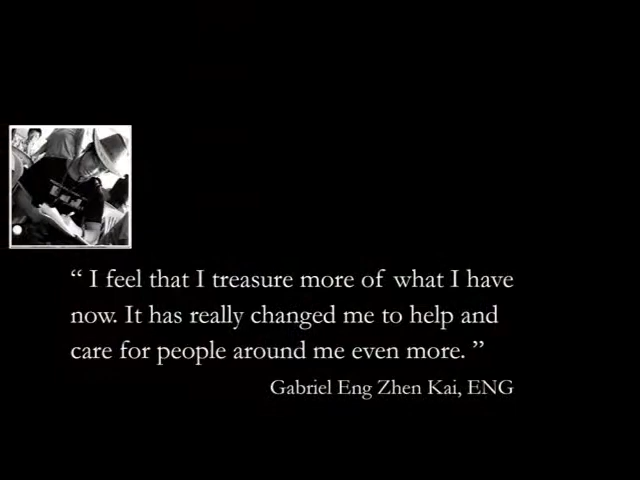 “ I feel that I treasure more of what I have
now. It has really changed me to help and
care for people around me even more. ”
Gabriel Eng Zhen Kai, ENG